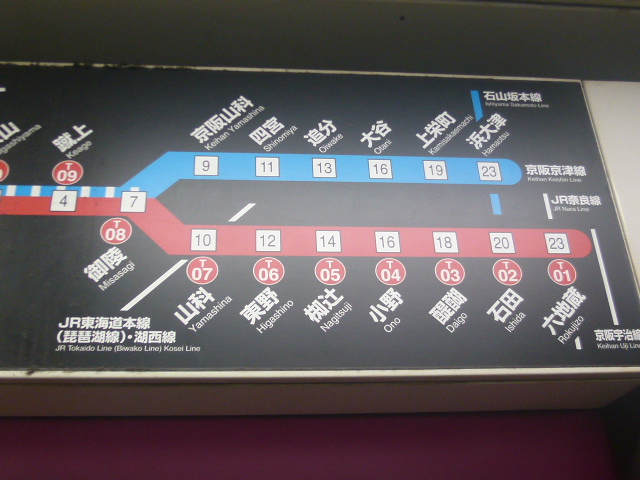 石山坂本線
Ishiyama Sakamoto Line
山
gashiyama
蹴上
Keage
京阪山科
Keihan Yamashina
四宮
Shinomiya
追分
Oiwake
大谷
Otani
上栄町
Kamisakaemachi
浜大津
Hamaotsu
T
09
9
11
13
16
19
23
京阪京津線
Keihan Keishin Line
4
7
JR奈良線
JR Nara Line
T
08
10
12
14
16
18
20
23
御陵
Misasagi
T
07
T
06
T
05
T
04
T
03
T
02
T
01
山科
Yamashina
東野
Higashino
椥辻
Nagitsuji
小野
Ono
醍醐
Daigo
石田
Ishida
六地蔵
Rokujizo
JR東海道本線
(琵琶湖線)・湖西線
JR Tokaido Line (Biwako Line) Kosei Line
京阪宇治線
Keihan Uji Line